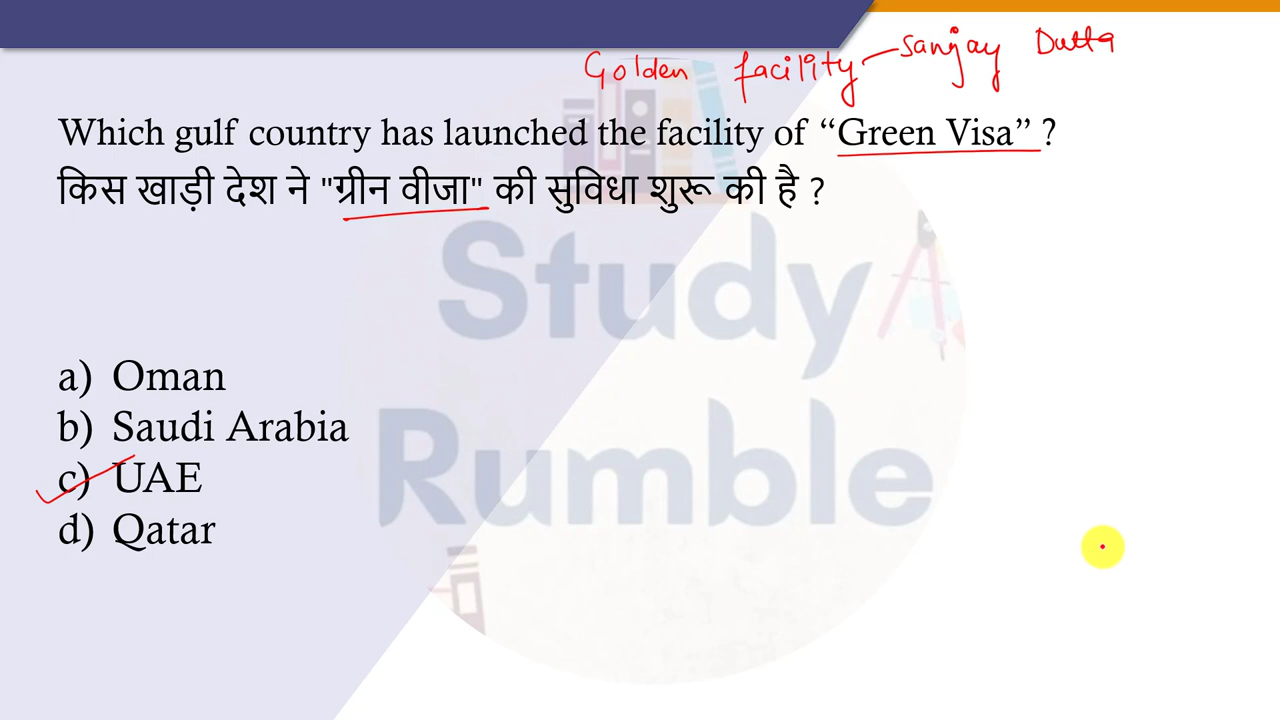 Golden facility – Sanjay Dutta
Which gulf country has launched the facility of “Green Visa” ?
किस खाड़ी देश ने "ग्रीन वीजा" की सुविधा शुरू की है ?
Study
Rumble
a) Oman
b) Saudi Arabia
c) UAE
d) Qatar